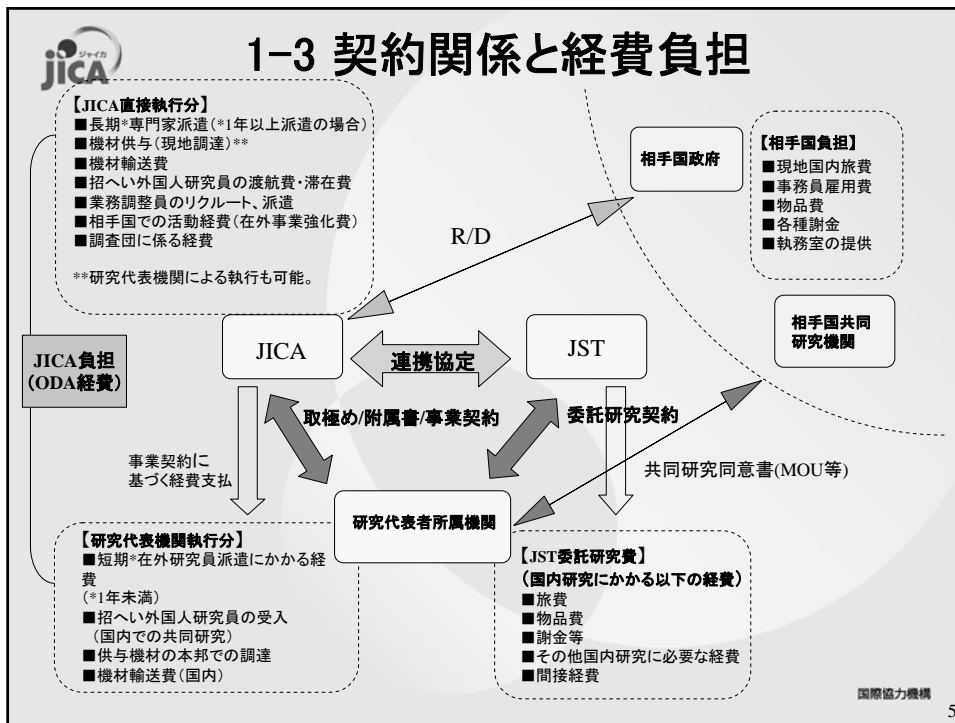 ジャイカ
JICA
1-3 契約関係と経費負担
【JICA直接執行分】
■長期*専門家派遣(*1年以上派遣の場合)
■機材供与(現地調達)**
■機材輸送費
■招へい外国人研究員の渡航費・滞在費
■業務調整員のリクルート、派遣
■相手国での活動経費(在外事業強化費)
■調査団に係る経費
**研究代表機関による執行も可能。
相手国政府
【相手国負担】
■現地国内旅費
■事務員雇用費
■物品費
■各種謝金
■執務室の提供
R/D
相手国共同
研究機関
JICA負担
(ODA経費)
JICA
連携協定
JST
取極め/附属書/事業契約
委託研究契約
事業契約に
基づく経費支払
共同研究同意書(MOU等)
研究代表者所属機関
【研究代表機関執行分】
■短期*在外研究員派遣にかかる経
費
(*1年未満)
■招へい外国人研究員の受入
(国内での共同研究)
■供与機材の本邦での調達
■機材輸送費(国内)
【JST委託研究費】
(国内研究にかかる以下の経費)
■旅費
■物品費
■謝金等
■その他国内研究に必要な経費
■間接経費
国際協力機構
5